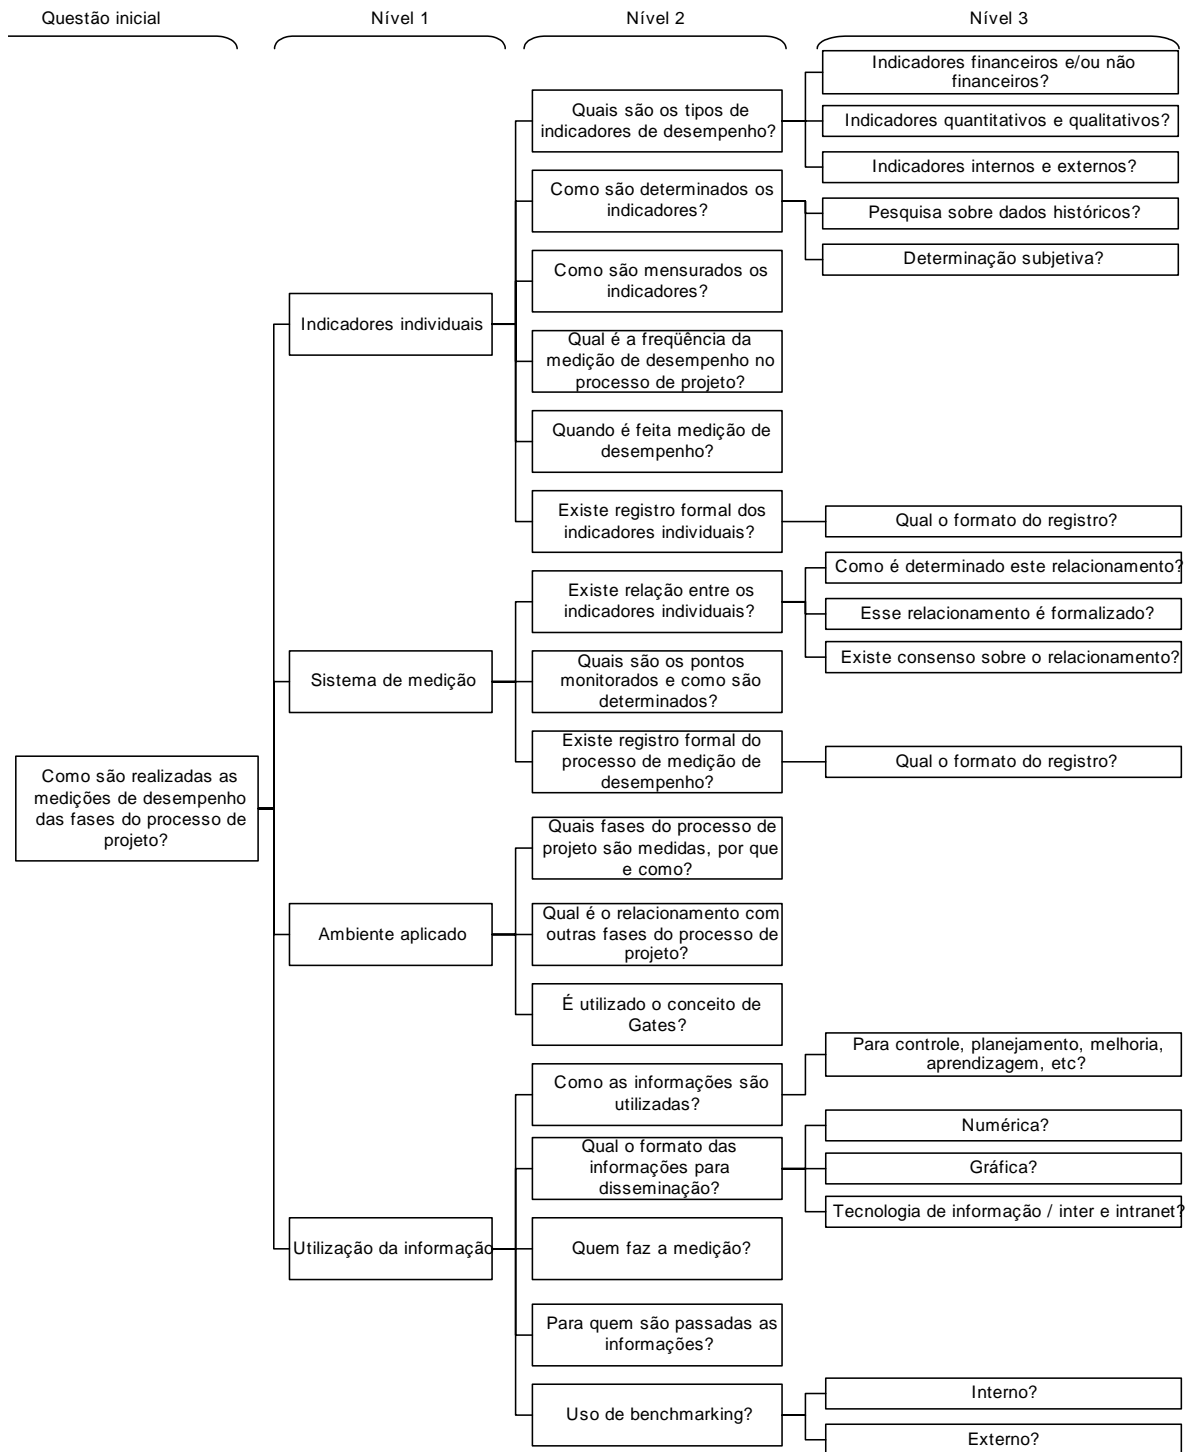 Questão inicial
Nível 1
Nível 2
Nível 3
Como são realizadas as
medições de desempenho
das fases do processo de
projeto?
Indicadores individuais
Quais são os tipos de
indicadores de desempenho?
Indicadores financeiros e/ou não
financeiros?
Indicadores quantitativos e qualitativos?
Indicadores internos e externos?
Como são determinados os
indicadores?
Pesquisa sobre dados históricos?
Determinação subjetiva?
Como são mensurados os
indicadores?
Qual é a freqüência da
medição de desempenho no
processo de projeto?
Quando é feita medição de
desempenho?
Existe registro formal dos
indicadores individuais?
Qual o formato do registro?
Sistema de medição
Existe relação entre os
indicadores individuais?
Como é determinado este relacionamento?
Esse relacionamento é formalizado?
Existe consenso sobre o relacionamento?
Quais são os pontos
monitorados e como são
determinados?
Existe registro formal do
processo de medição de
desempenho?
Qual o formato do registro?
Ambiente aplicado
Quais fases do processo de
projeto são medidas, por que
e como?
Qual é o relacionamento com
outras fases do processo de
projeto?
É utilizado o conceito de
Gates?
Utilização da informação
Como as informações são
utilizadas?
Para controle, planejamento, melhoria,
aprendizagem, etc?
Qual o formato das
informações para
disseminação?
Numérica?
Gráfica?
Tecnologia de informação / inter e intranet?
Quem faz a medição?
Para quem são passadas as
informações?
Uso de benchmarking?
Interno?
Externo?